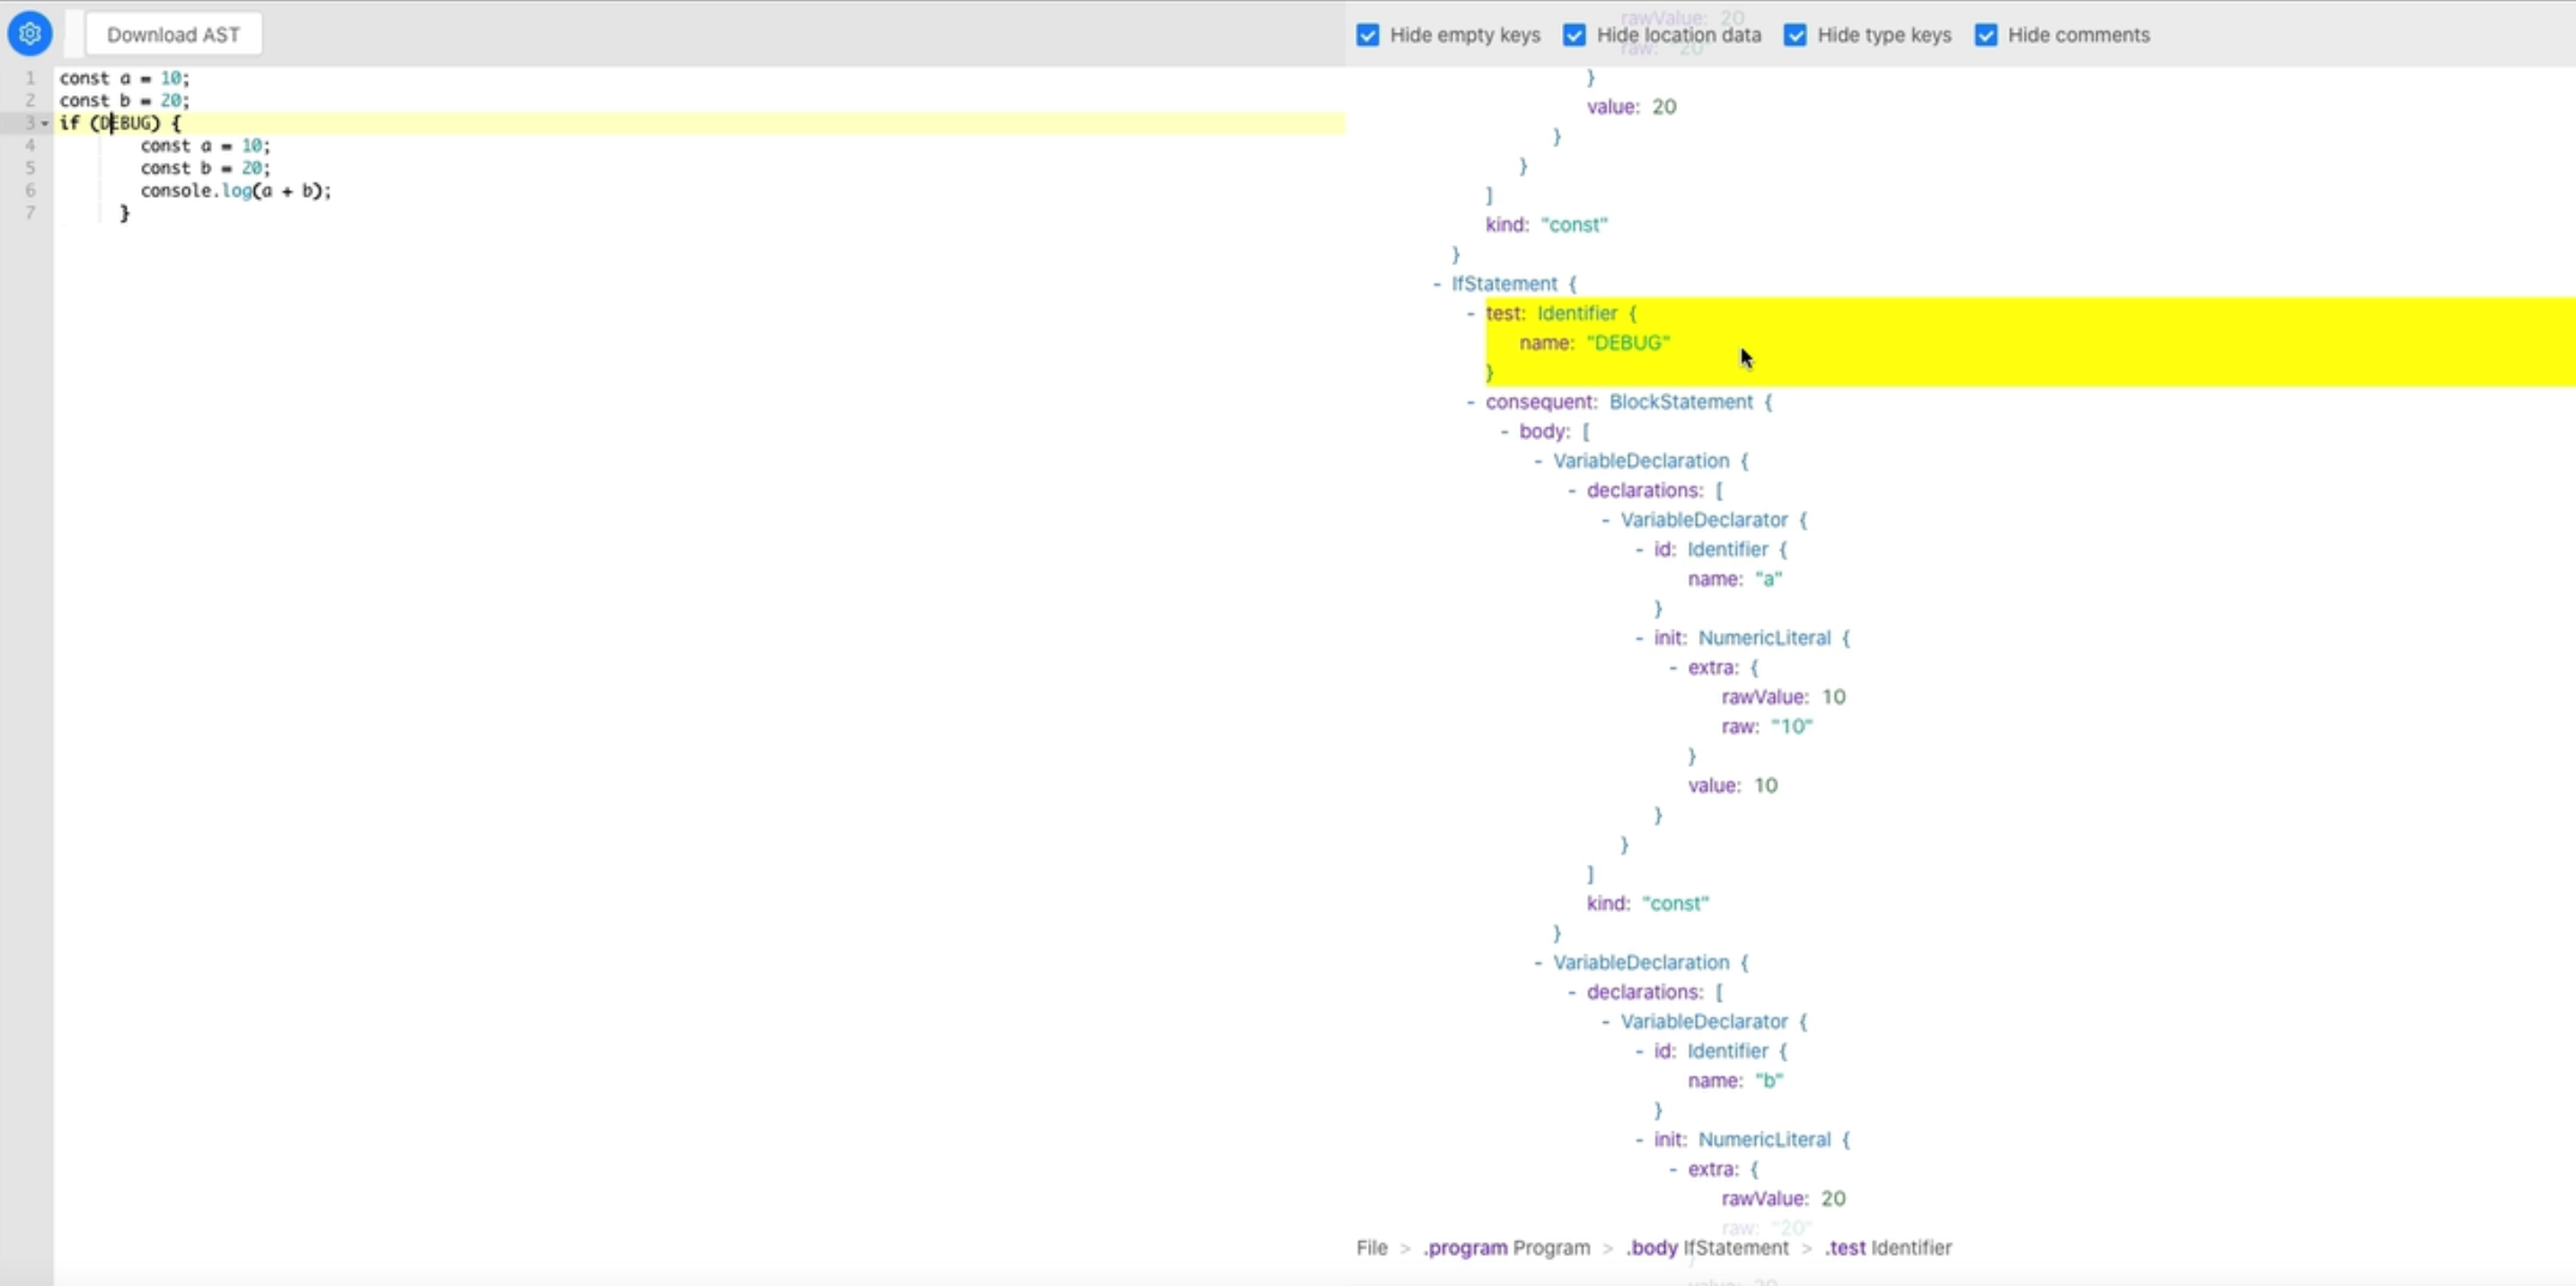 Download AST
1 const a = 10;
2 const b = 20;
3 if (DEBUG) {
4 const a = 10;
5 const b = 20;
6 console.log(a + b);
7 }
rawValue: 20
Hide empty keys Hide location data Hide type keys Hide comments
raw: "20"
}
value: 20
}
}
]
kind: "const"
}
- IfStatement {
- test: Identifier {
name: "DEBUG"
}
- consequent: BlockStatement {
- body: [
- VariableDeclaration {
- declarations: [
- VariableDeclarator {
- id: Identifier {
name: "a"
}
- init: NumericLiteral {
- extra: {
rawValue: 10
raw: "10"
}
value: 10
}
}
]
kind: "const"
}
- VariableDeclaration {
- declarations: [
- VariableDeclarator {
- id: Identifier {
name: "b"
}
- init: NumericLiteral {
- extra: {
rawValue: 20
raw: "20"
File > .program Program > .body IfStatement > .test Identifier
}
value: 20